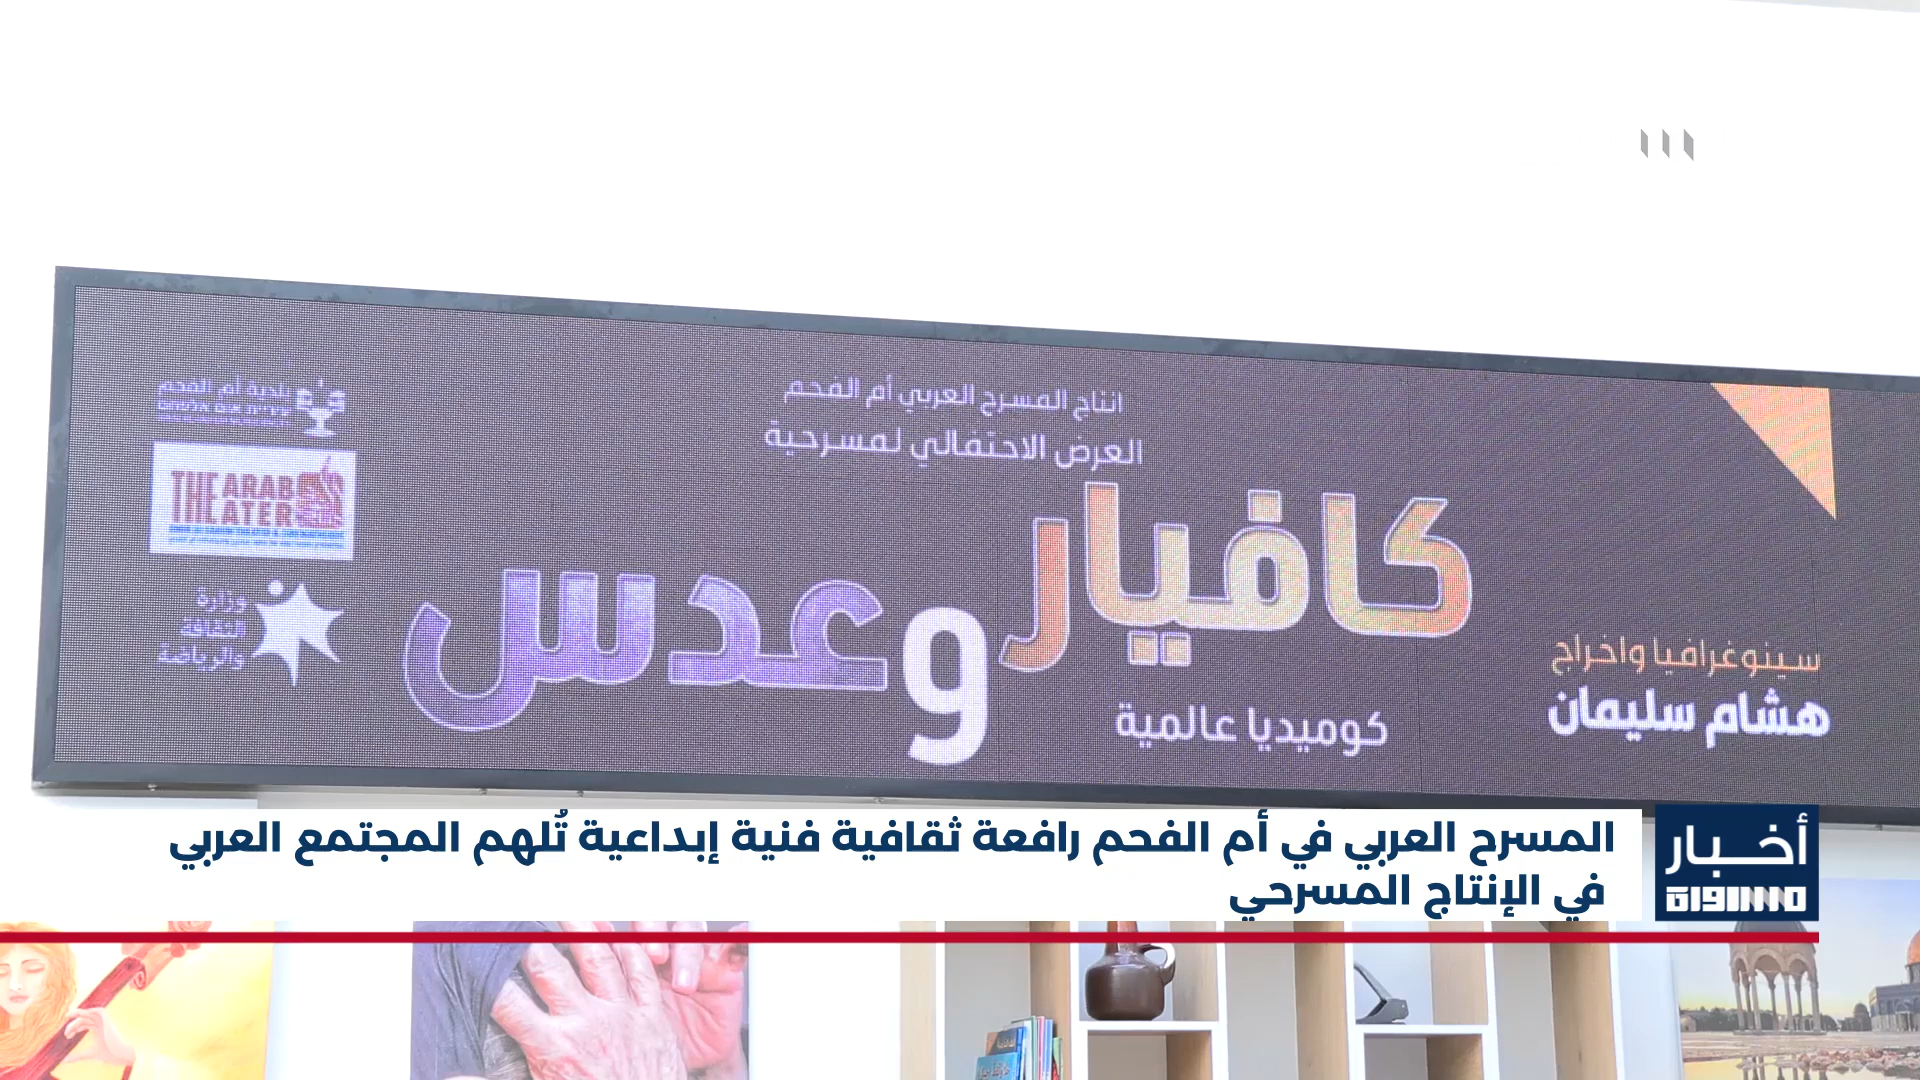 انتاج المسرح العربي أم الفحم
العرض الاحتفالي لمسرحية
كافيار وعدس
كوميديا عالمية
سينوغرافيا واخراج
هشام سليمان
بلدية أم الفحم
THE ARAB
THEATER
وزارة
الثقافة
والرياضة
أخبار
مساواة
المسرح العربي في أم الفحم رافعة ثقافية فنية إبداعية تُلهم المجتمع العربي
في الإنتاج المسرحي